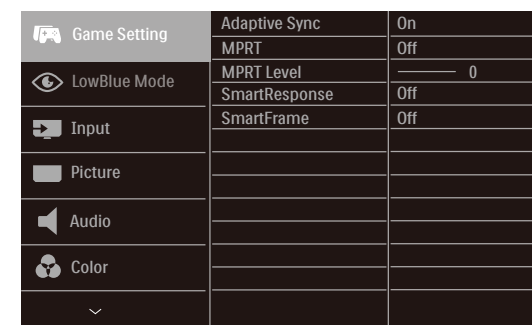 Game Setting
LowBlue Mode
Input
Picture
Audio
Color
Adaptive Sync On
MPRT Off
MPRT Level 0
SmartResponse Off
SmartFrame Off